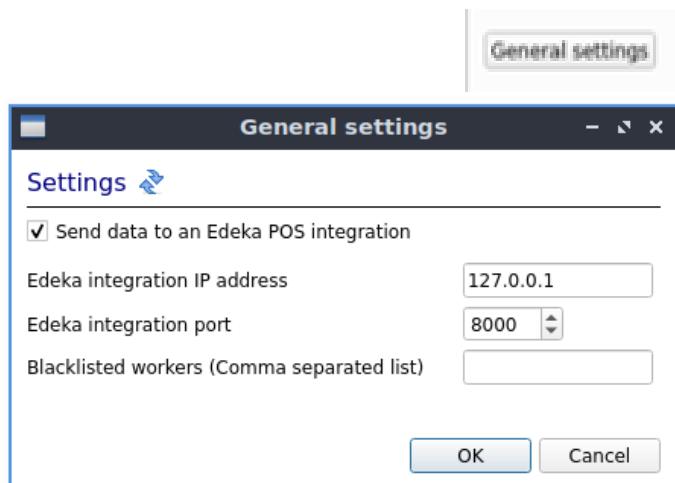 General settings
General settings
Settings
Send data to an Edeka POS integration
Edeka integration IP address 127.0.0.1
Edeka integration port 8000
Blacklisted workers (Comma separated list)
OK Cancel